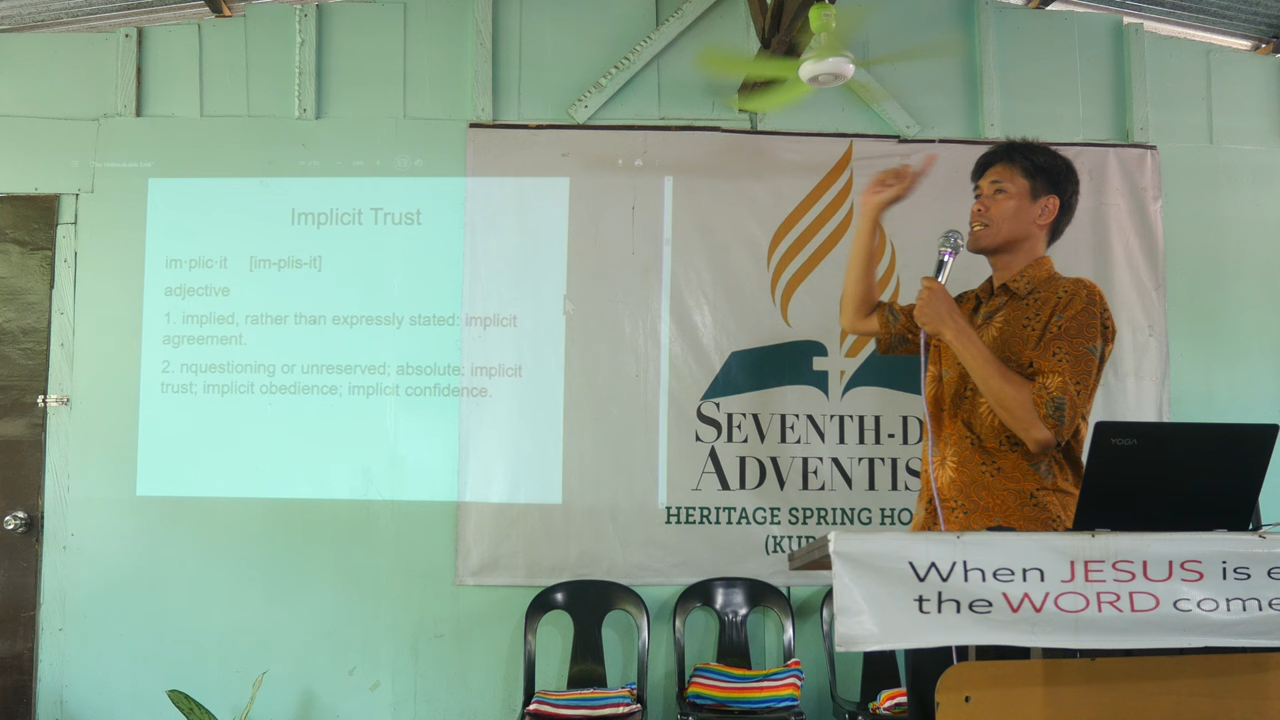 Implicit Trust
im·plic·it [im-plis-it]
adjective
1. implied, rather than expressly stated: implicit
agreement.
2. nquestioning or unreserved; absolute: implicit
trust; implicit obedience; implicit confidence.
SEVENTH-D
ADVENTIS
HERITAGE SPRING HO
(KUP
YOGA
When JESUS is e
the WORD come